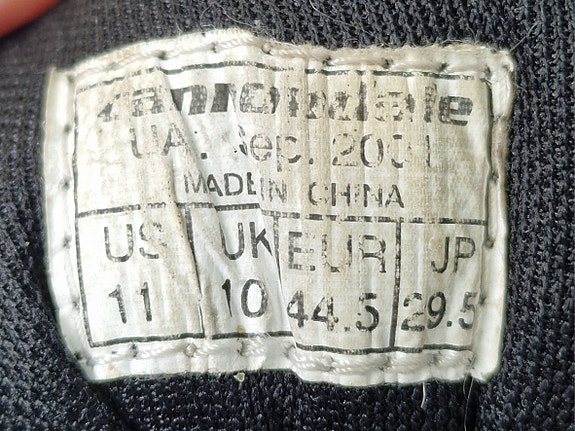 cannondale
UA. Sep. 2001
MADE IN CHINA
US UK EUR JP
11 10 44.5 29.5